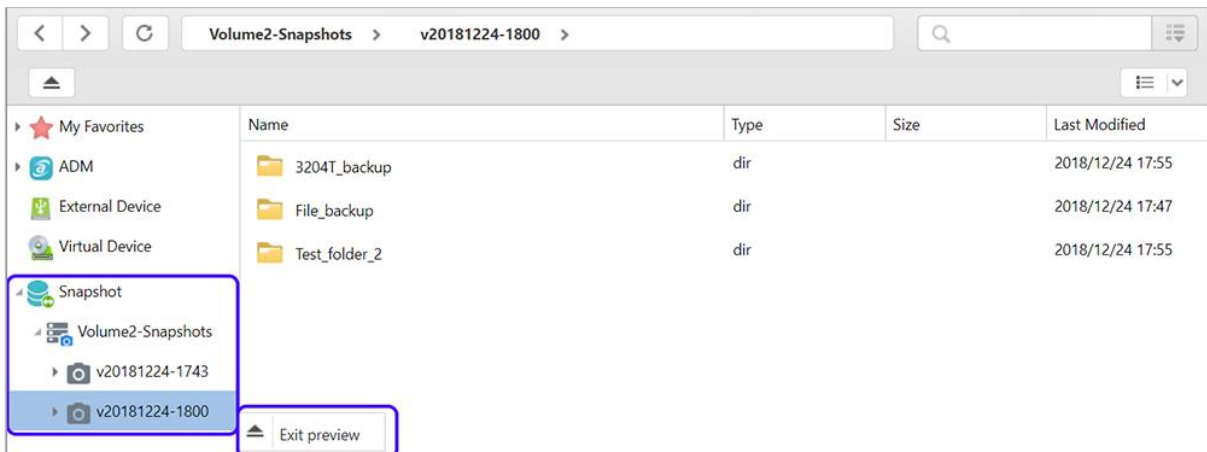 Volume2-Snapshots > v20181224-1800 >
My Favorites
ADM
External Device
Virtual Device
Snapshot
Volume2-Snapshots
v20181224-1743
v20181224-1800
Name Type Size Last Modified
3204T_backup dir 2018/12/24 17:55
File_backup dir 2018/12/24 17:47
Test_folder_2 dir 2018/12/24 17:55
Exit preview